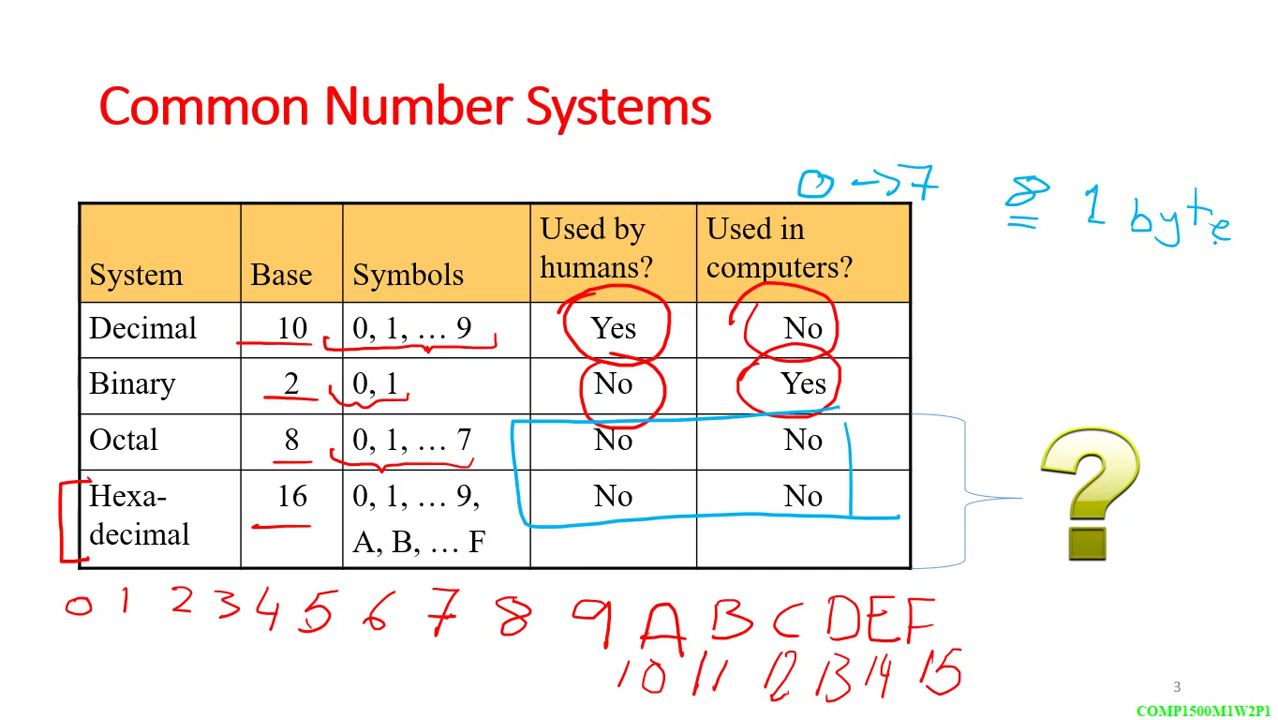 Common Number Systems
0 -> 7 8 1 byte
System Base Symbols Used by humans? Used in computers?
Decimal 10 0, 1, … 9 Yes No
Binary 2 0, 1 No Yes
Octal 8 0, 1, … 7 No No
Hexa-decimal 16 0, 1, … 9, No No
A, B, … F
?
0 1 2 3 4 5 6 7 8 9 A B C D E F
10 11 12 13 14 15
3
COMP1500M1W2P1